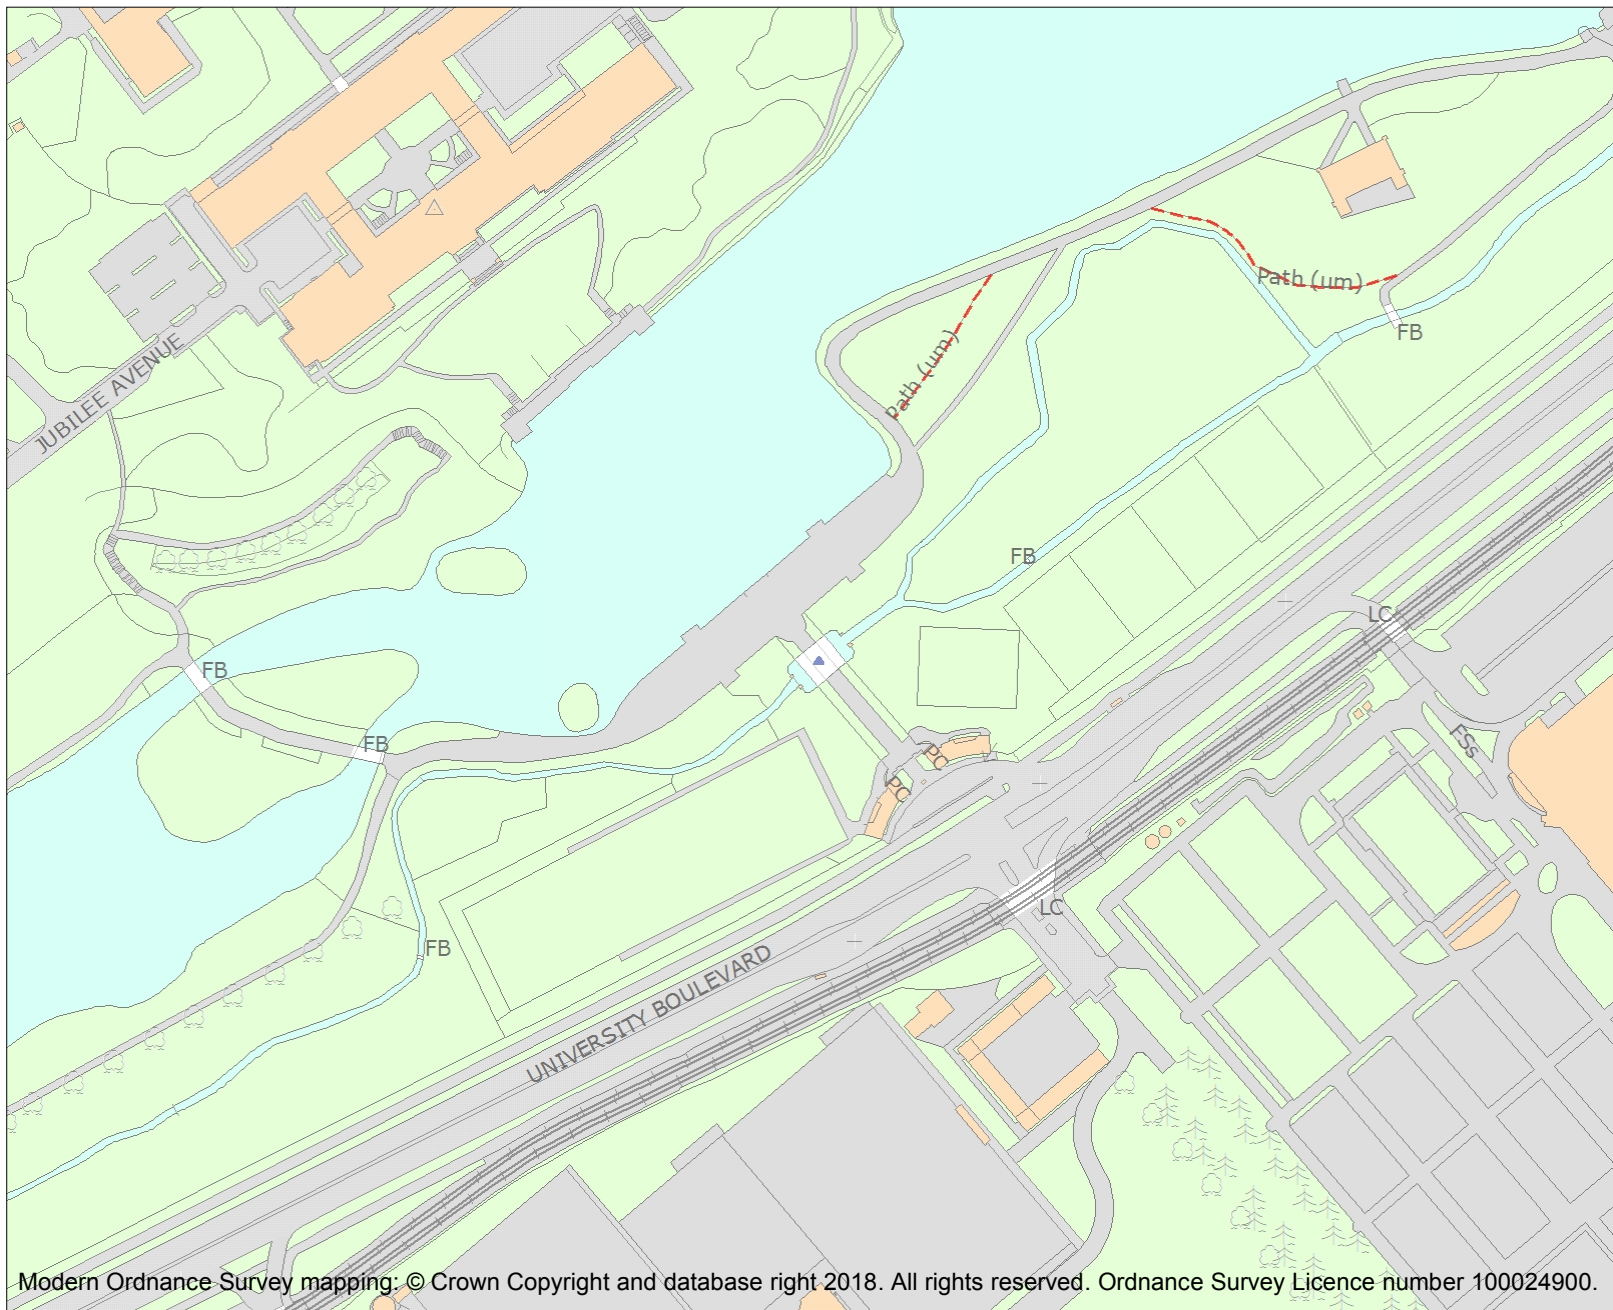 Path (um)
FB
Path (um)
JUBILEE AVENUE
FB
LC
FB
FB
PC
FSs
PC
LC
FB
UNIVERSITY BOULEVARD
Modern Ordnance Survey mapping: © Crown Copyright and database right 2018. All rights reserved. Ordnance Survey Licence number 100024900.